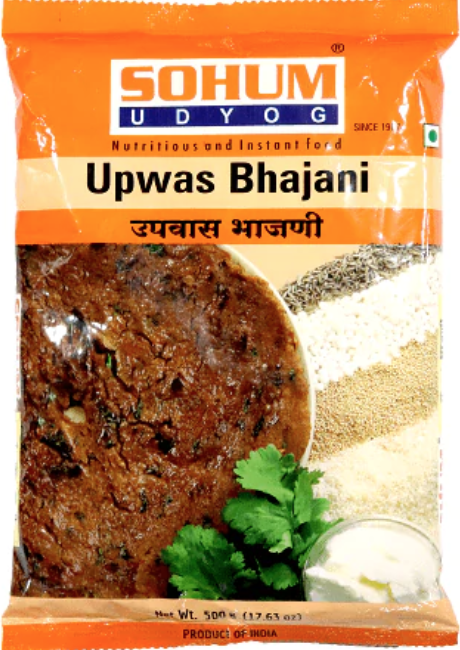 ®
SOHUM
UDYOG
Nutritious and Instant food
SINCE
Upwas Bhajani
उपवास भाजणी
Net Wt. 500 g (17.63 oz)
PRODUCT OF INDIA